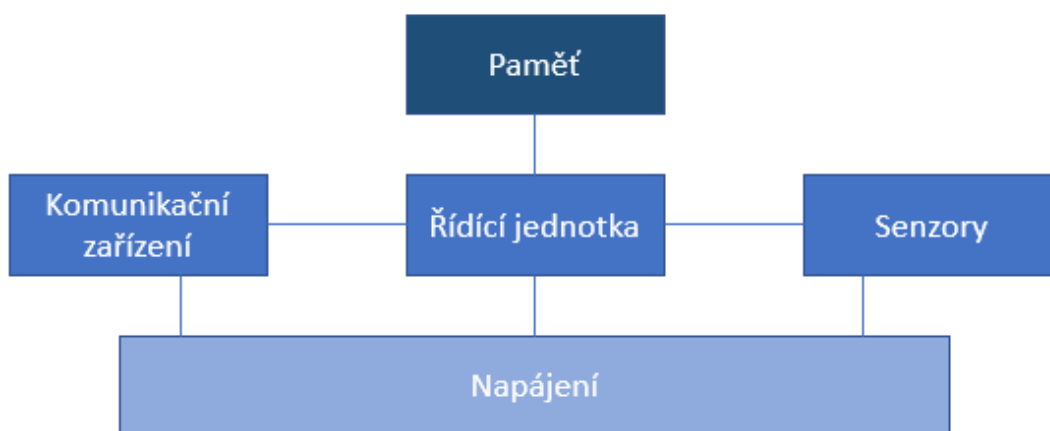 Paměť
Komunikační
zařízení
Řídící jednotka
Senzory
Napájení